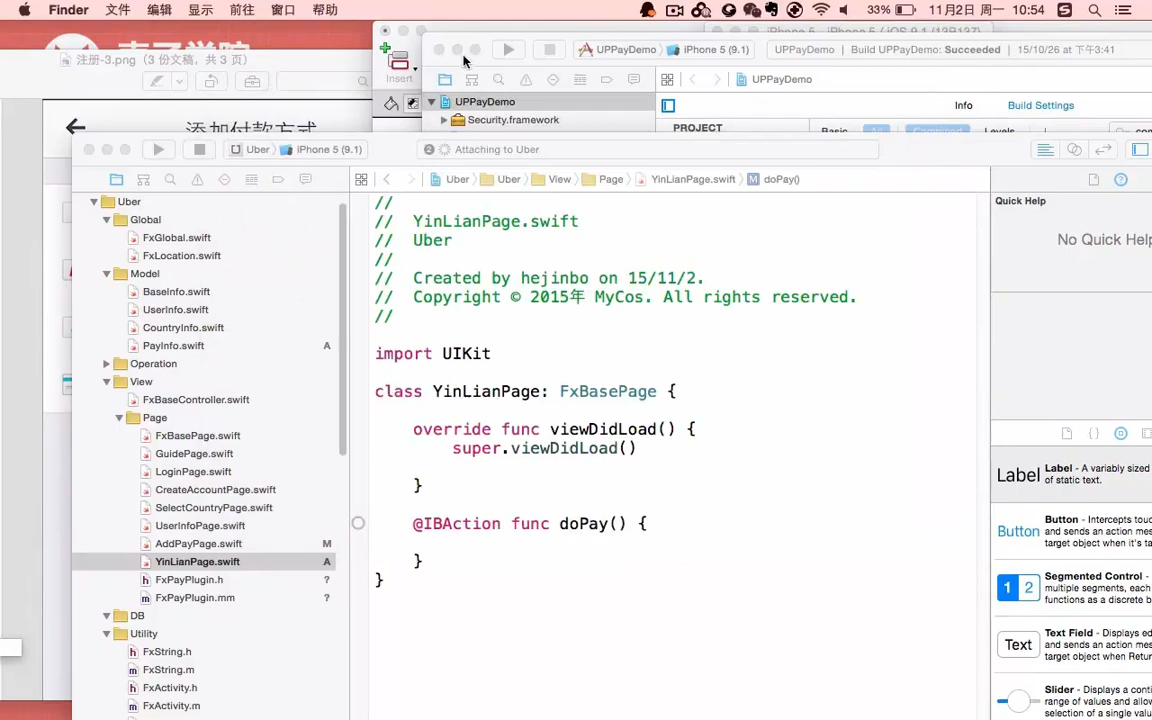 Finder 文件 编辑 显示 前往 窗口 帮助 33% 11月2日 周一 10:54
注册-3.png (3 份文稿, 共 3 页)
添加付款方式
Insert
UPPayDemo iPhone 5 (9.1) UPPayDemo Build UPPayDemo: Succeeded 15/10/26 at 下午3:41
UPPayDemo
UPPayDemo
Security.framework
Info Build Settings
PROJECT
Basic All Combined Levels
Uber iPhone 5 (9.1) 2 Attaching to Uber
Uber Uber View Page YinLianPage.swift M doPay()
Uber
Global
FxGlobal.swift
FxLocation.swift
Model
BaseInfo.swift
UserInfo.swift
CountryInfo.swift
PayInfo.swift A
Operation
View
FxBaseController.swift
Page
FxBasePage.swift
GuidePage.swift
LoginPage.swift
CreateAccountPage.swift
SelectCountryPage.swift
UserInfoPage.swift
AddPayPage.swift M
YinLianPage.swift A
FxPayPlugin.h ?
FxPayPlugin.mm ?
DB
Utility
FxString.h
FxString.m
FxActivity.h
FxActivity.m
//
// YinLianPage.swift
// Uber
//
// Created by hejinbo on 15/11/2.
// Copyright © 2015年 MyCos. All rights reserved.
//
import UIKit
class YinLianPage: FxBasePage {
override func viewDidLoad() {
super.viewDidLoad()
}
@IBAction func doPay() {
}
}
Quick Help
No Quick Help
Label Label - A variably sized
of static text.
Button Button - Intercepts touch
and sends an action mes
target object when it's ta
1 2 Segmented Control -
multiple segments, each
functions as a discrete b
Text Text Field - Displays ed
and sends an action mes
target object when Retur
Slider - Displays a conti
range of values and allow
selection of a single valu